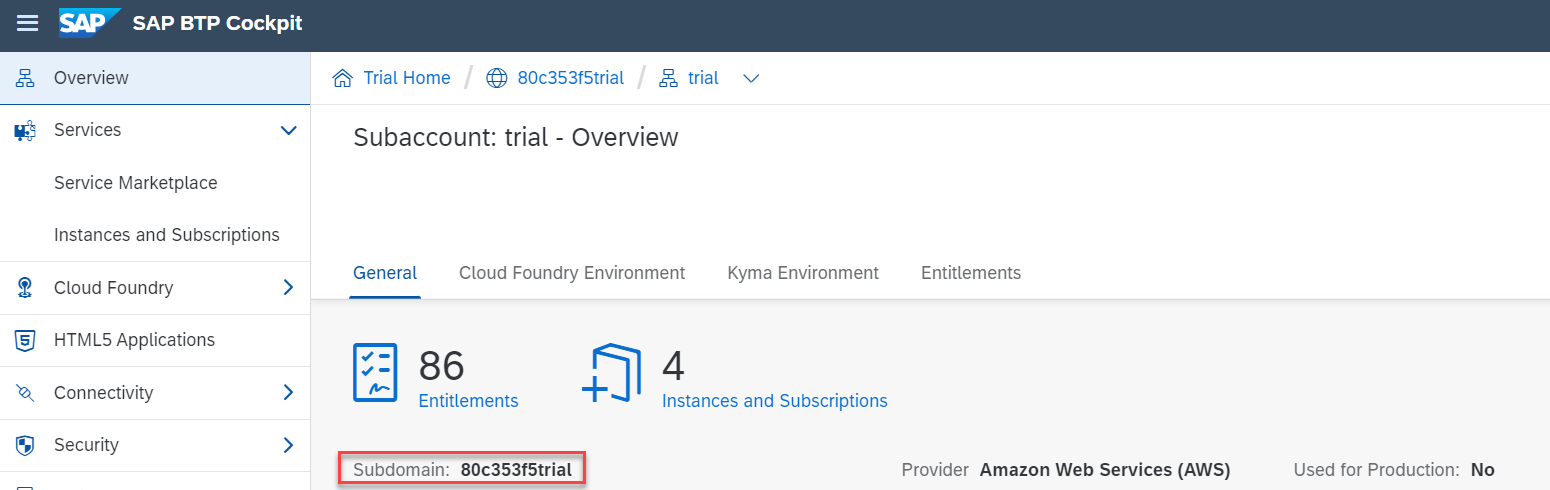 SAP SAP BTP Cockpit
Overview
Services
Service Marketplace
Instances and Subscriptions
Cloud Foundry
HTML5 Applications
Connectivity
Security
Trial Home / 80c353f5trial / trial
Subaccount: trial - Overview
General Cloud Foundry Environment Kyma Environment Entitlements
86
Entitlements
4
Instances and Subscriptions
Subdomain: 80c353f5trial Provider Amazon Web Services (AWS) Used for Production: No